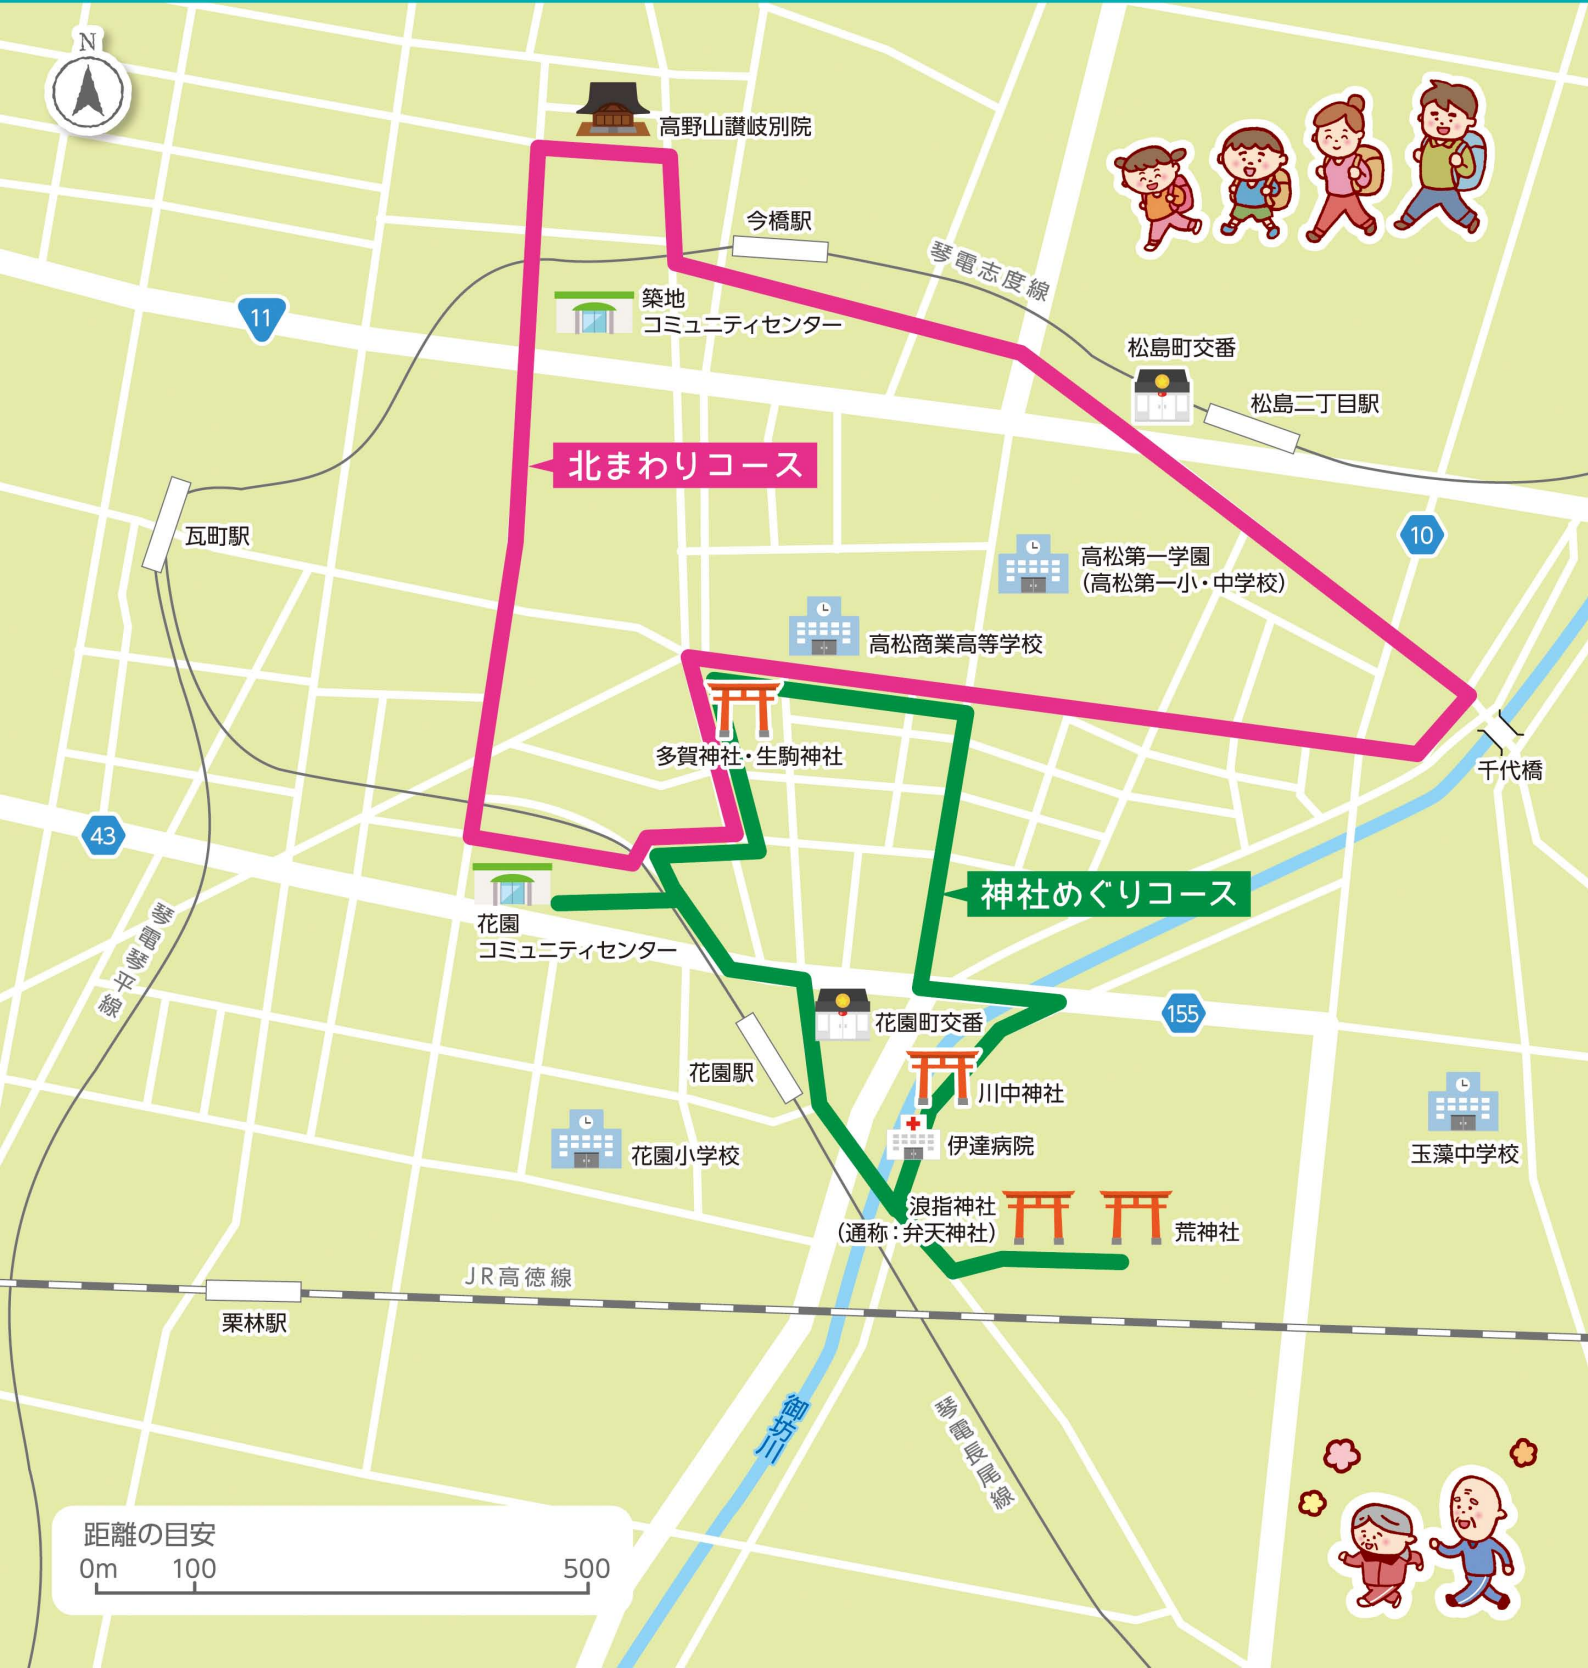 N
高野山讃岐別院
今橋駅
琴電志度線
築地
コミュニティセンター
11
松島町交番
松島二丁目駅
北まわりコース
瓦町駅
10
高松第一学園
(高松第一小・中学校)
高松商業高等学校
多賀神社・生駒神社
千代橋
43
神社めぐりコース
花園
コミュニティセンター
琴電琴平線
155
花園町交番
花園駅
川中神社
伊達病院
花園小学校
玉藻中学校
浪指神社
(通称:弁天神社)
荒神社
JR高徳線
栗林駅
御坊川
琴電長尾線
距離の目安
0m 100 500